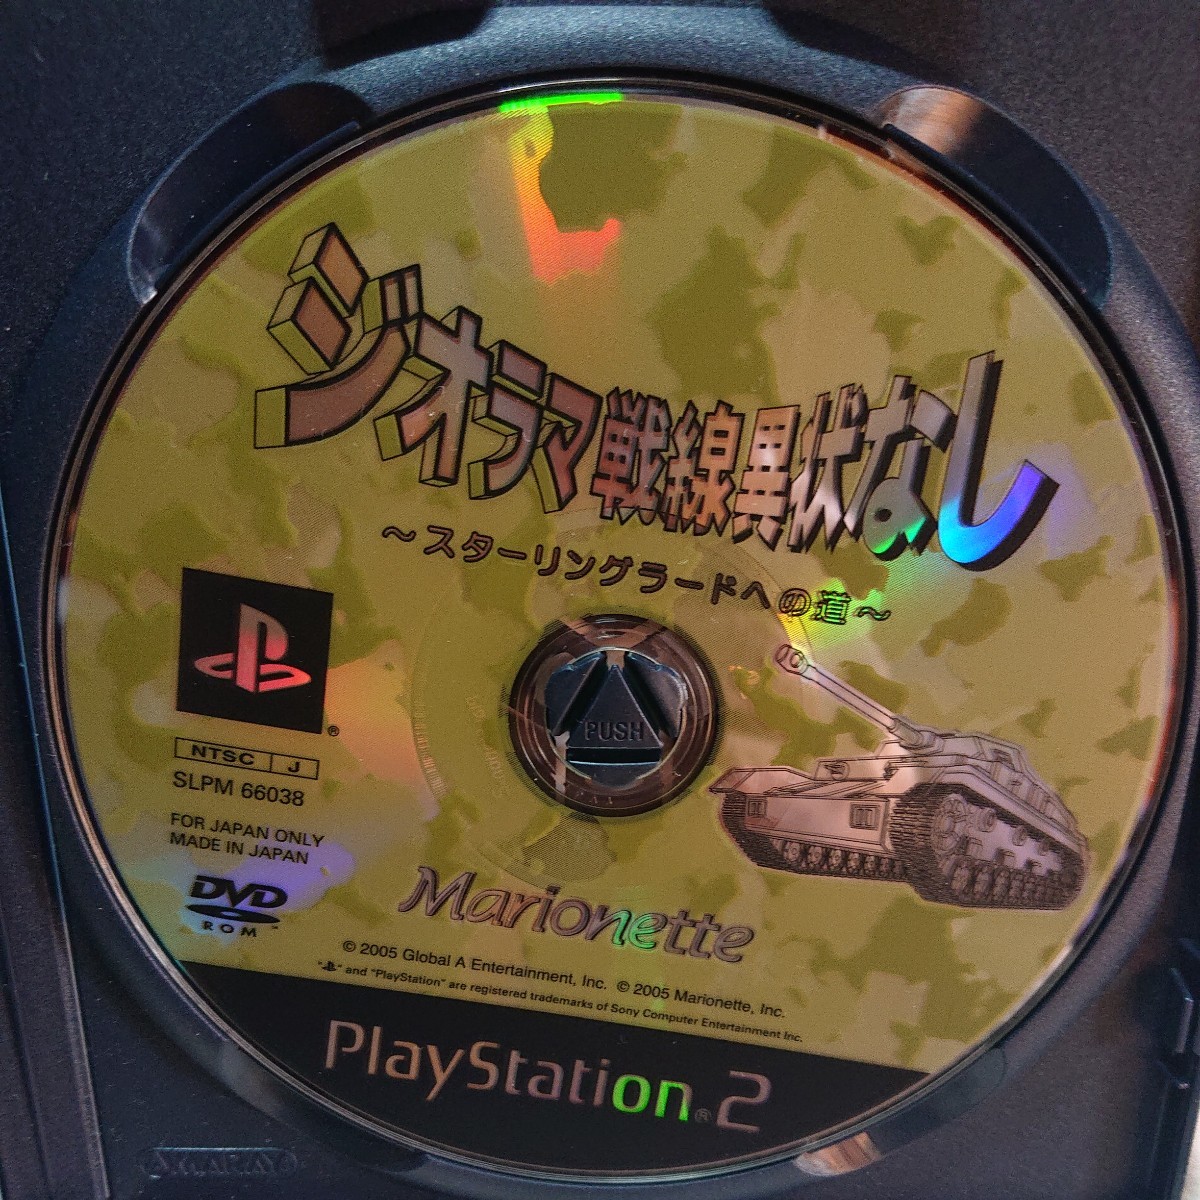 ジオラマ戦線異状なし
～スターリングラードへの道～
PUSH
®
NTSC J
SLPM 66038
FOR JAPAN ONLY
MADE IN JAPAN
DVD
ROM ™
Marionette
© 2005 Global A Entertainment, Inc. © 2005 Marionette, Inc.
" " and "PlayStation" are registered trademarks of Sony Computer Entertainment Inc.
PlayStation®2